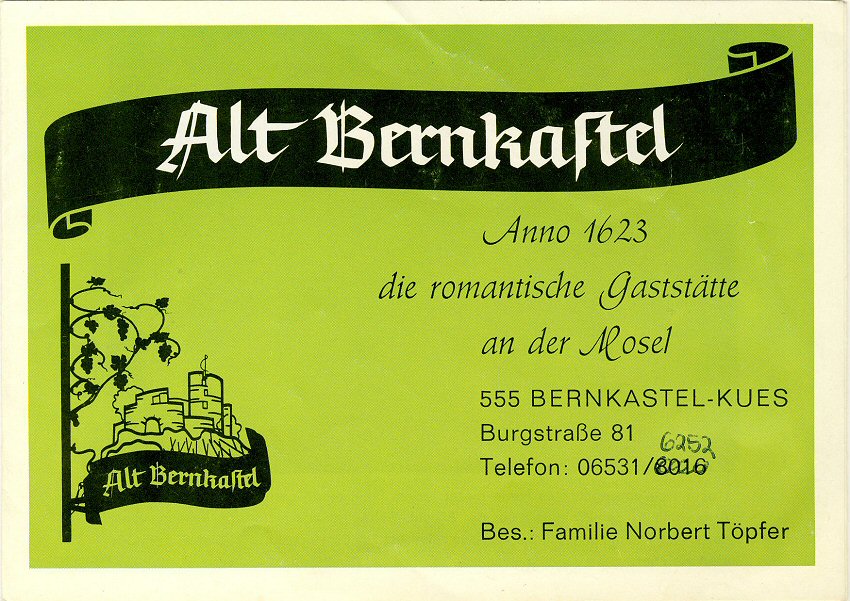 Alt Bernkastel
Anno 1623
die romantische Gaststätte
an der Mosel
555 BERNKASTEL-KUES
Burgstraße 81
6252
Telefon: 06531/8016
Bes.: Familie Norbert Töpfer
Alt Bernkastel